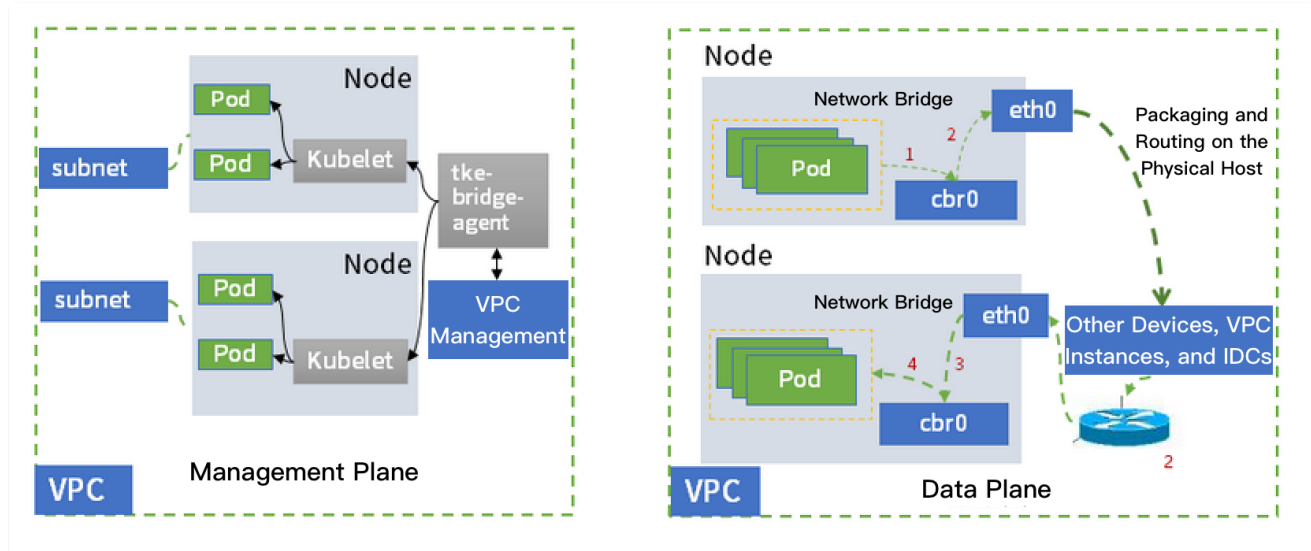 Node
Pod
Pod
Kubelet
subnet
tke-
bridge-
agent
Node
Pod
Pod
Kubelet
subnet
VPC
Management
Management Plane
VPC
Node
Network Bridge
eth0
Pod
1
2
cbr0
Packaging and
Routing on the
Physical Host
Node
Network Bridge
eth0
Pod
4
3
cbr0
Other Devices, VPC
Instances, and IDCs
2
Data Plane
VPC